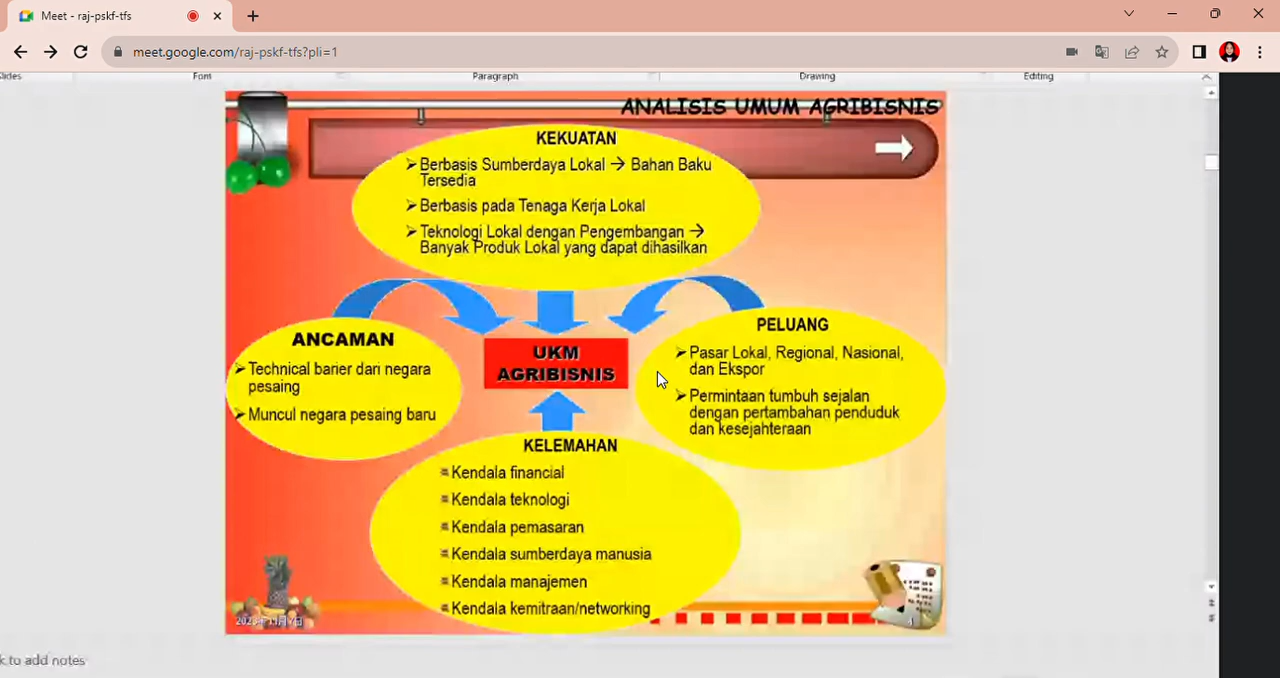 Meet - raj-pskf-tfs
meet.google.com/raj-pskf-tfs?pli=1
Font
Paragraph
Drawing
Editing
ANALISIS UMUM AGRIBISNIS
KEKUATAN
Berbasis Sumberdaya Lokal → Bahan Baku
Tersedia
Berbasis pada Tenaga Kerja Lokal
Teknologi Lokal dengan Pengembangan →
Banyak Produk Lokal yang dapat dihasilkan
ANCAMAN
Technical barier dari negara
pesaing
Muncul negara pesaing baru
UKM
AGRIBISNIS
PELUANG
Pasar Lokal, Regional, Nasional,
dan Ekspor
Permintaan tumbuh sejalan
dengan pertambahan penduduk
dan kesejahteraan
KELEMAHAN
Kendala financial
Kendala teknologi
Kendala pemasaran
Kendala sumberdaya manusia
Kendala manajemen
Kendala kemitraan/networking
k to add notes